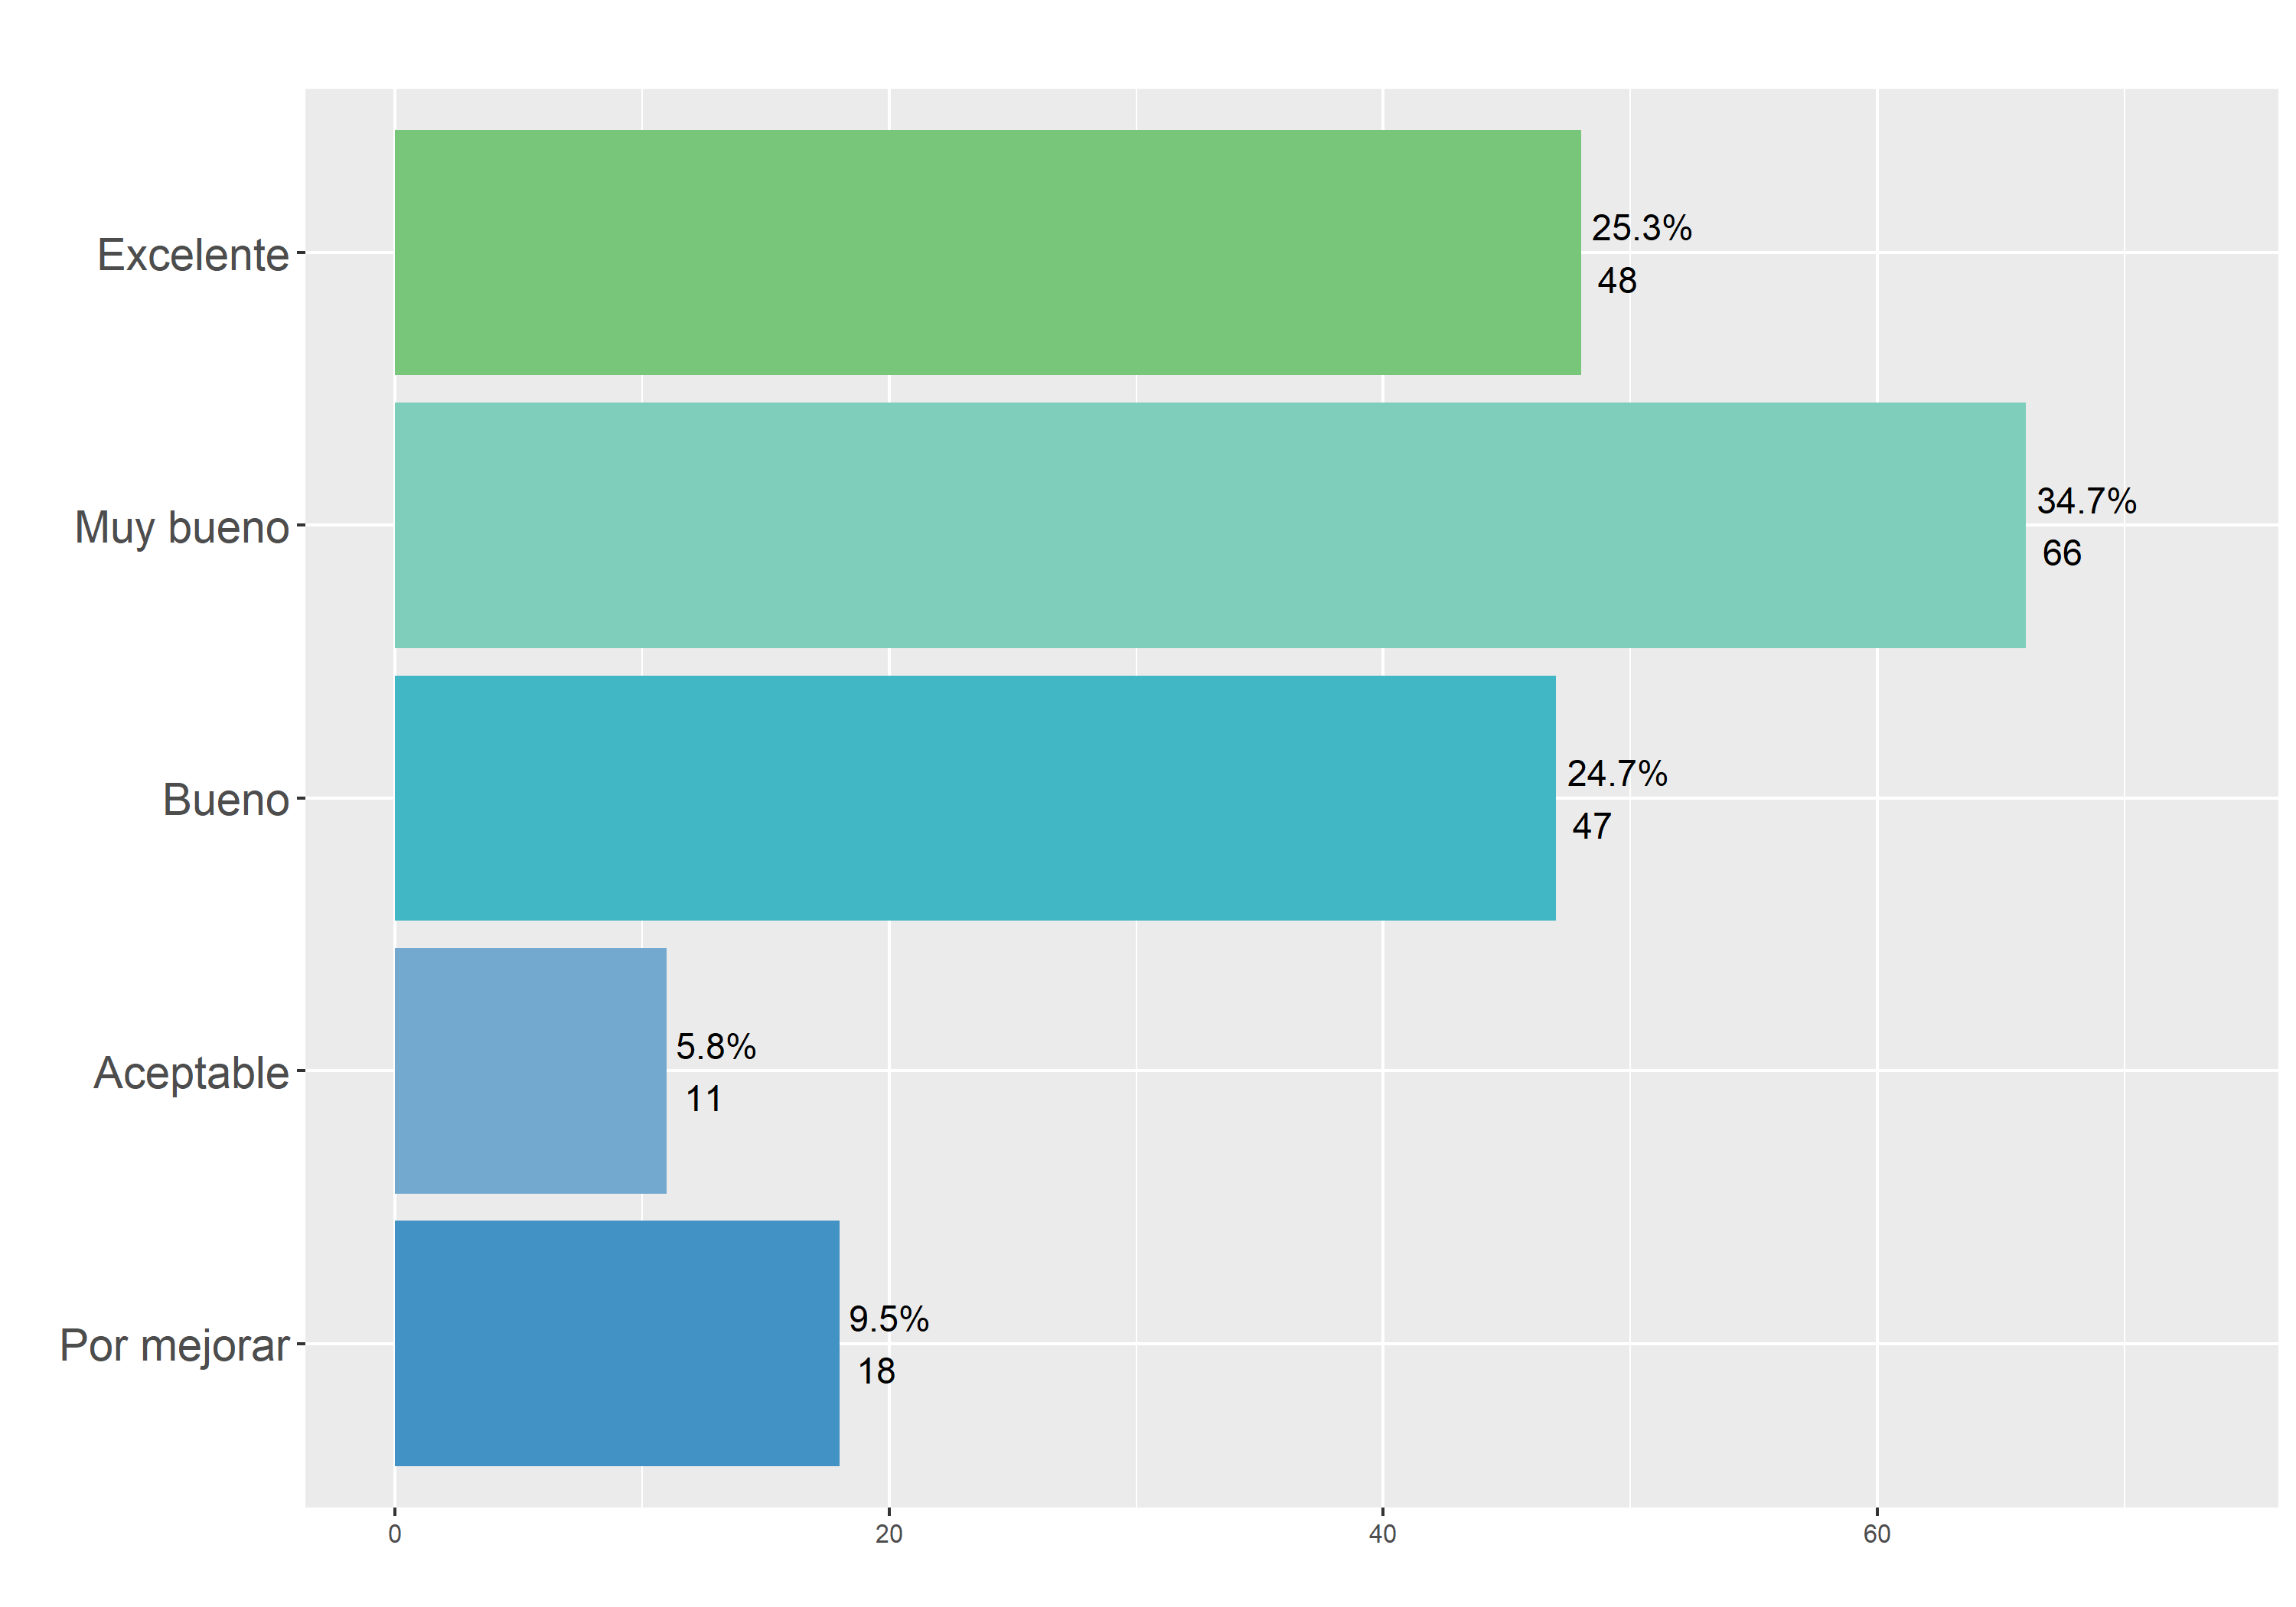 Excelente
25.3%
48
Muy bueno
34.7%
66
Bueno
24.7%
47
Aceptable
5.8%
11
Por mejorar
9.5%
18
0 20 40 60